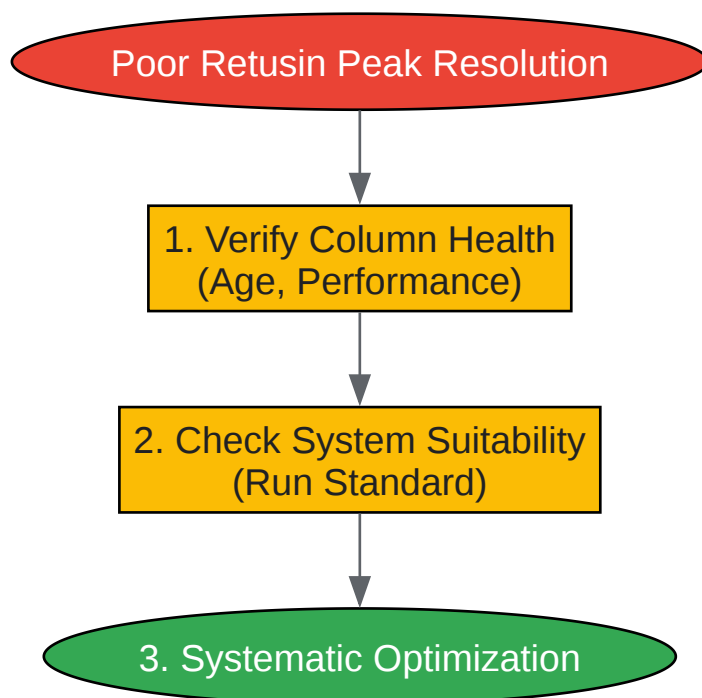 Poor Retusin Peak Resolution
1. Verify Column Health
(Age, Performance)
2. Check System Suitability
(Run Standard)
3. Systematic Optimization